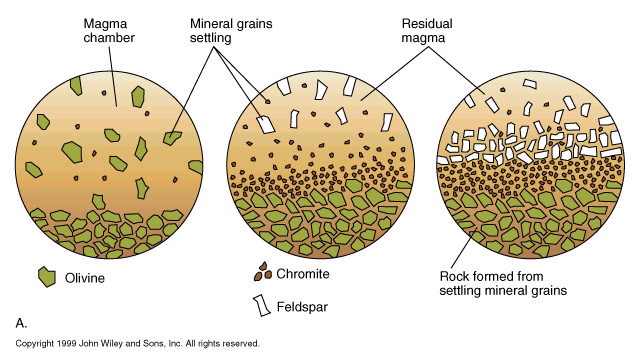 Magma
chamber
Mineral grains
settling
Residual
magma
Olivine
Chromite
Feldspar
Rock formed from
settling mineral grains
A.
Copyright 1999 John Wiley and Sons, Inc. All rights reserved.